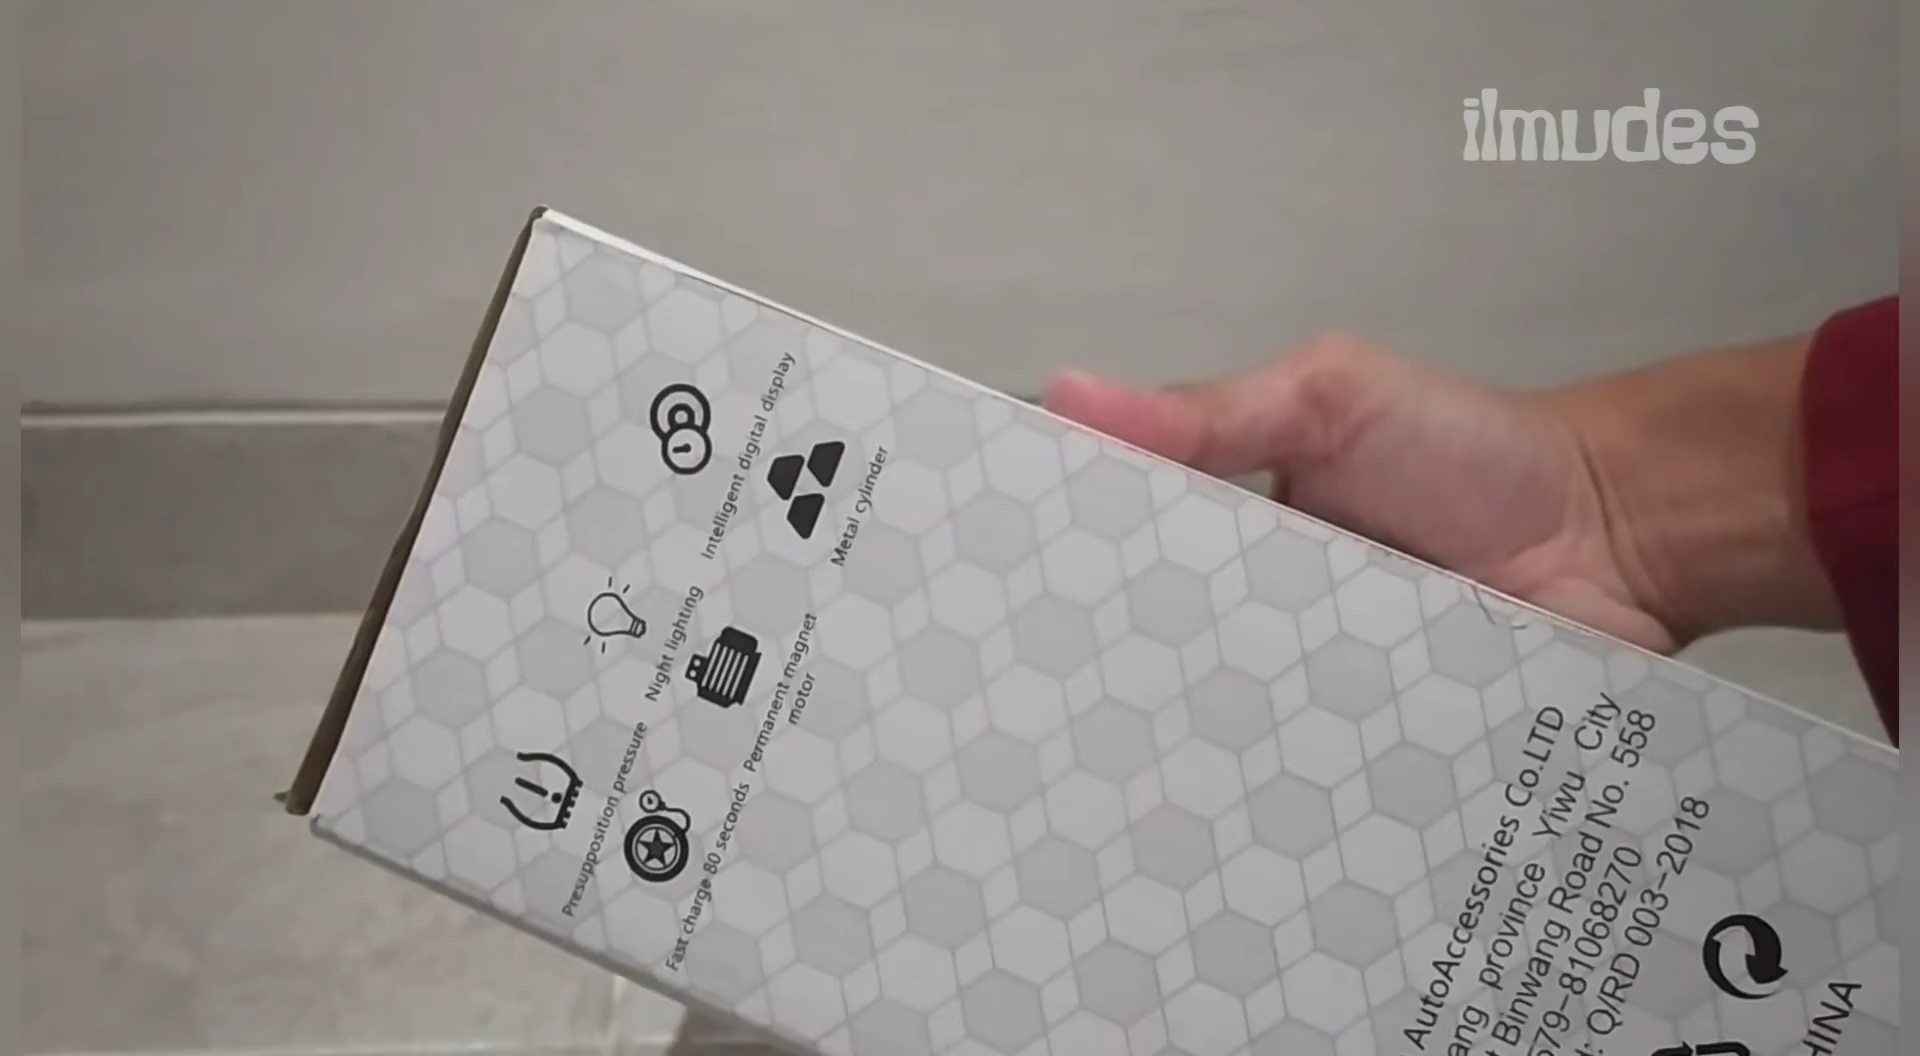 ilmudes
Presupposition pressure
Night lighting
Intelligent digital display
Fast charge 80 seconds
Permanent magnet
motor
Metal cylinder
AutoAccessories Co.LTD
province Yiwu City
Binwang Road No. 558
579-81068270
Q/RD 003-2018